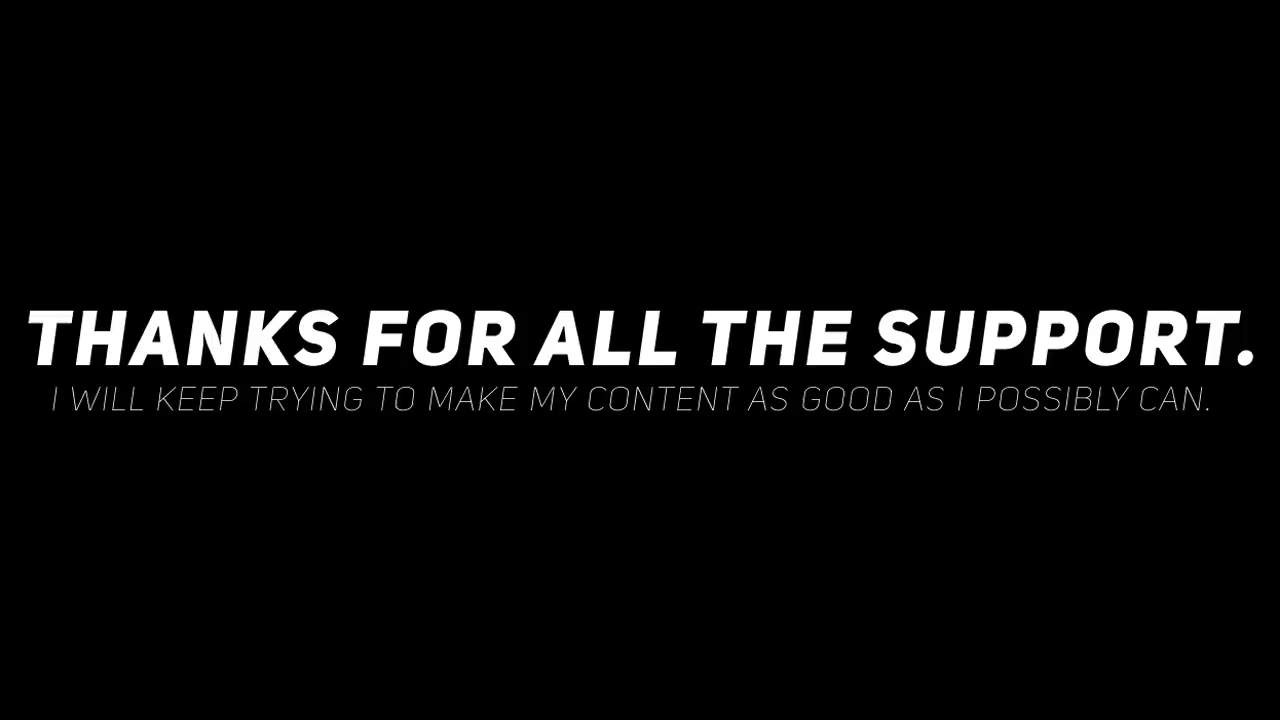 THANKS FOR ALL THE SUPPORT.
I WILL KEEP TRYING TO MAKE MY CONTENT AS GOOD AS I POSSIBLY CAN.